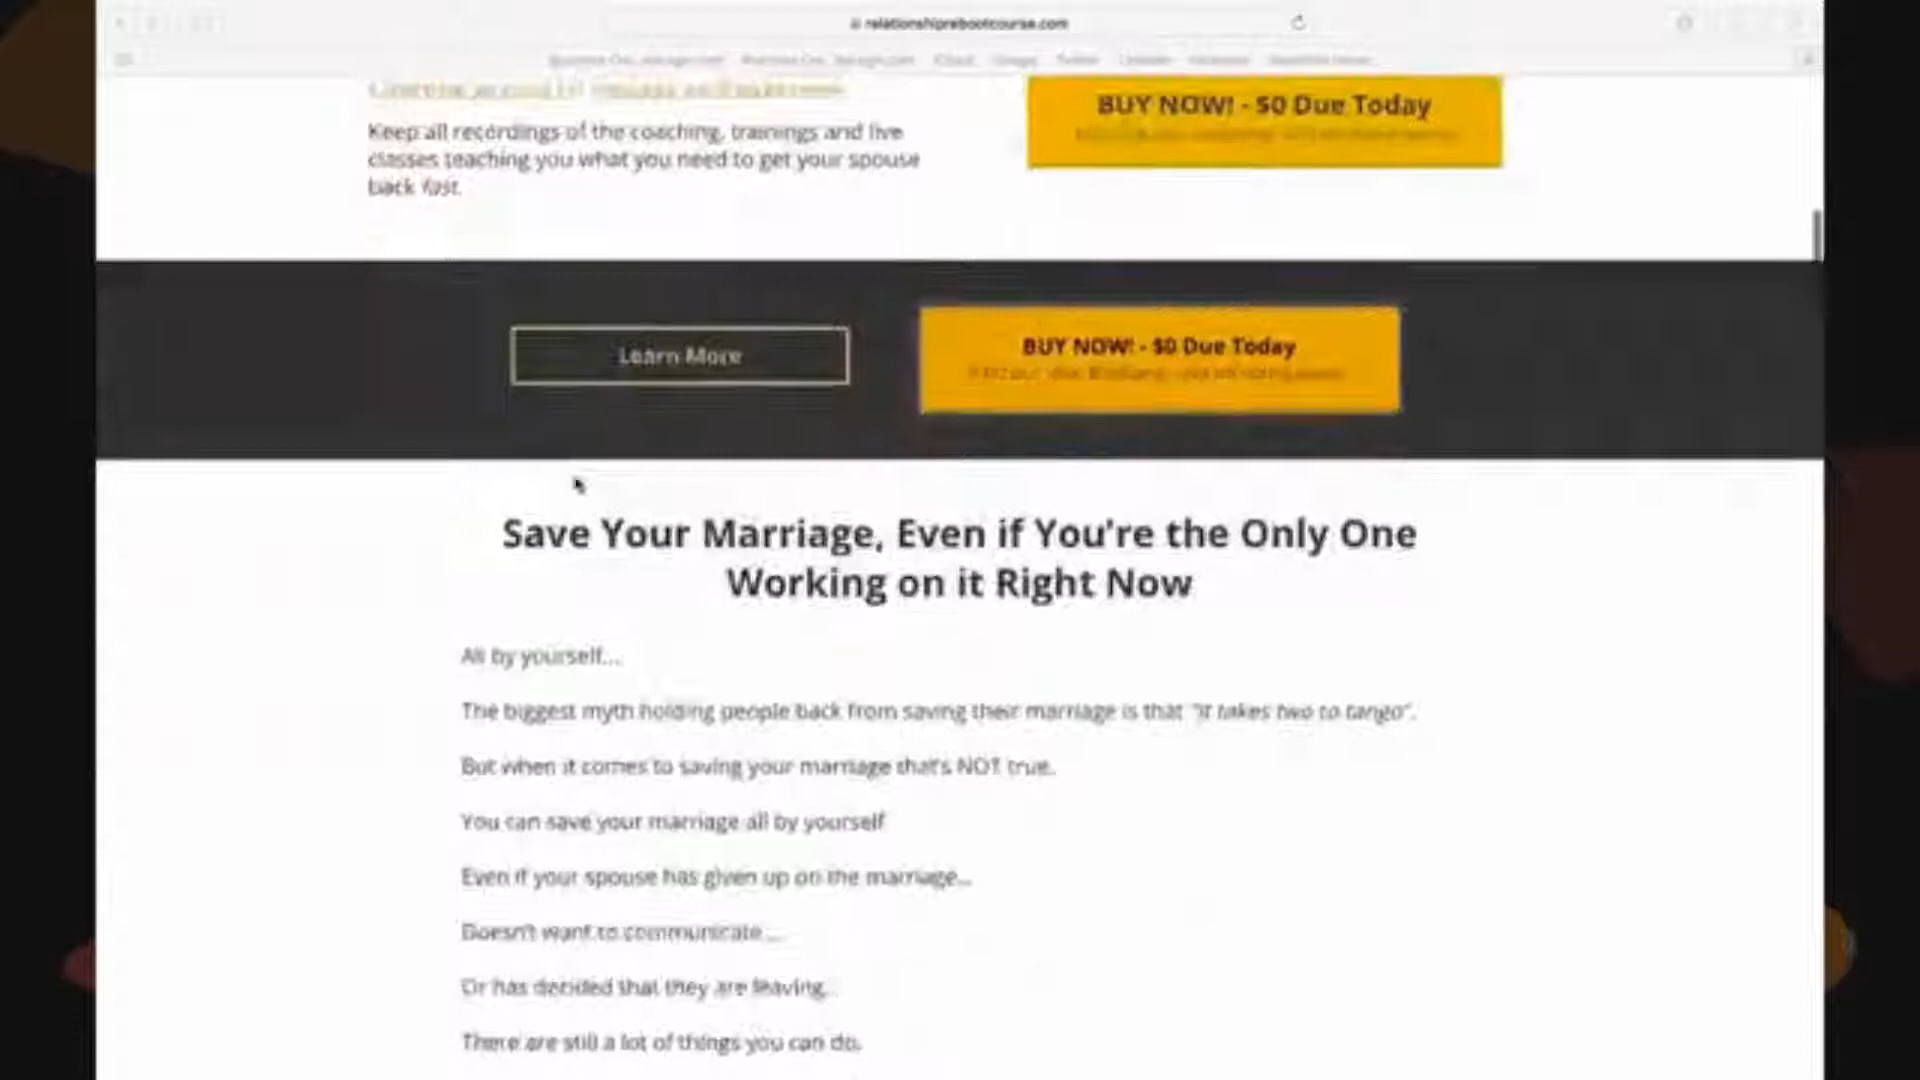 relationshiprebootcourse.com
BUY NOW! - $0 Due Today
Keep all recordings of the coaching, trainings and live
classes teaching you what you need to get your spouse
back fast.
Learn More
BUY NOW! - $0 Due Today
Save Your Marriage, Even if You're the Only One
Working on it Right Now
All by yourself...
The biggest myth holding people back from saving their marriage is that "it takes two to tango".
But when it comes to saving your marriage that's NOT true.
You can save your marriage all by yourself
Even if your spouse has given up on the marriage...
Doesn't want to communicate...
Or has decided that they are leaving...
There are still a lot of things you can do.